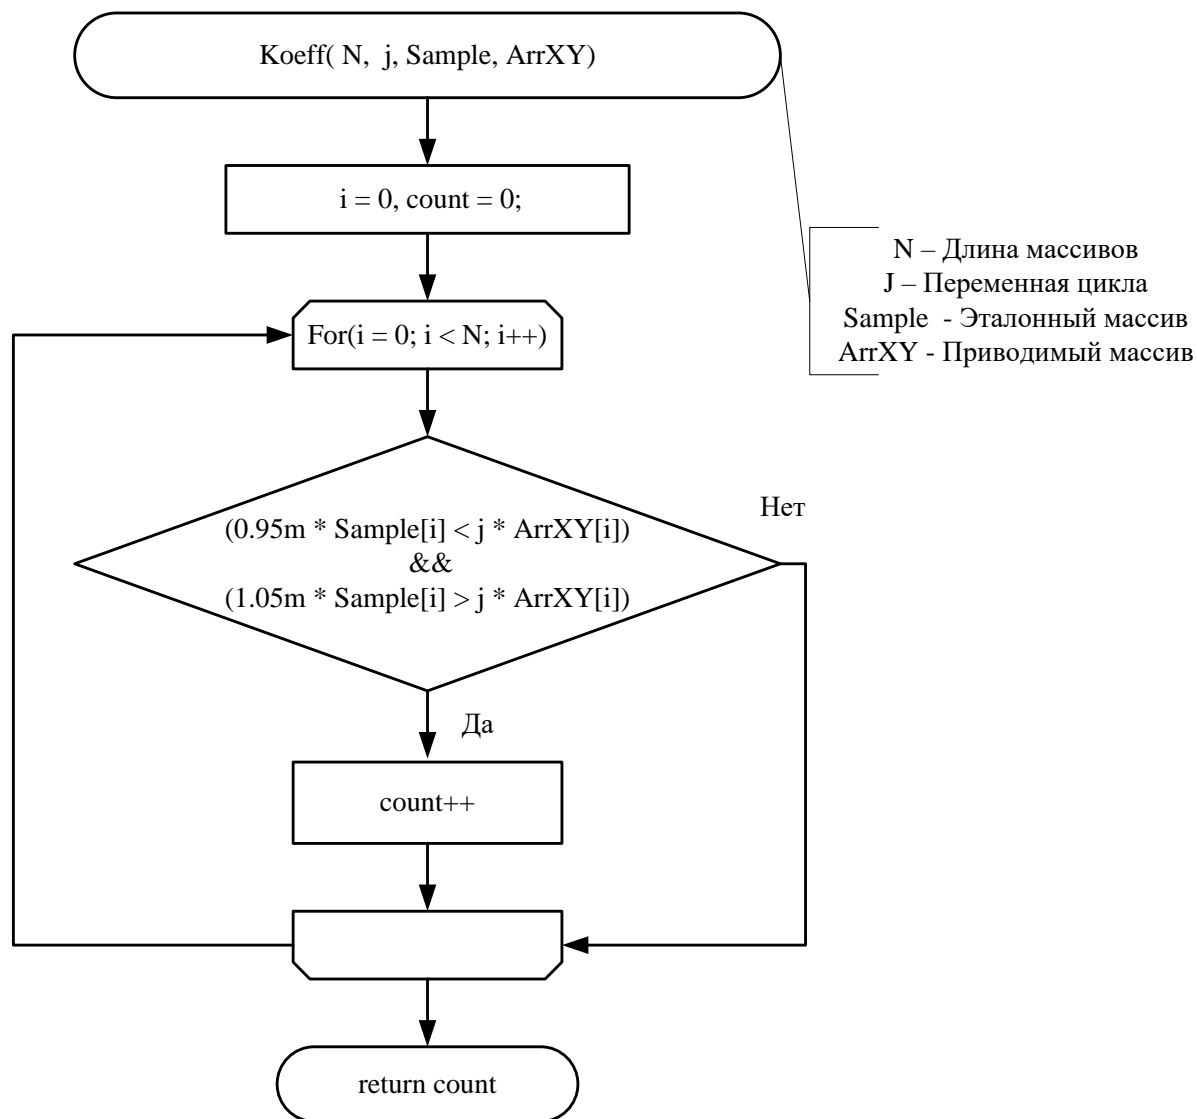 Koeff( N,  j, Sample, ArrXY)
i = 0, count = 0;
N – Длина массивов
J – Переменная цикла
Sample  - Эталонный массив
ArrXY - Приводимый массив
For(i = 0; i < N; i++)
(0.95m * Sample[i] < j * ArrXY[i])
&&
(1.05m * Sample[i] > j * ArrXY[i])
Нет
Да
count++
return count